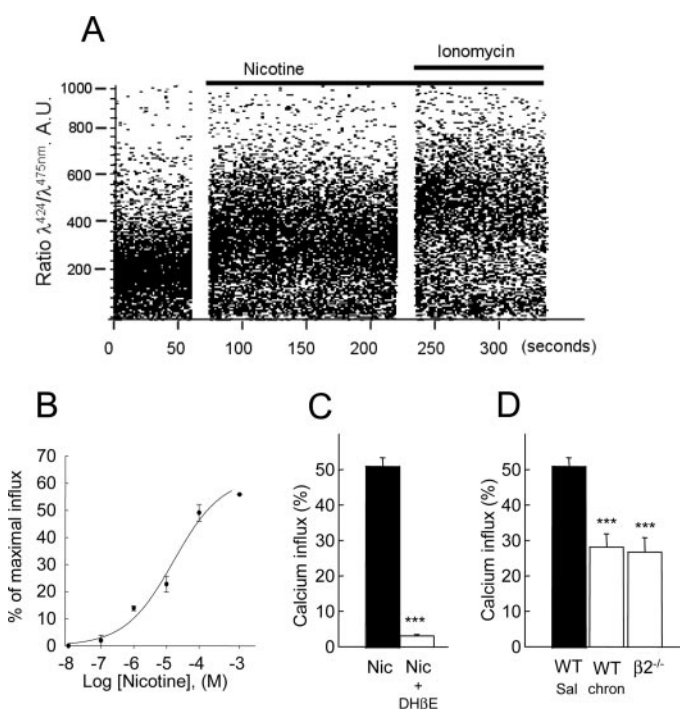 A
Ionomycin
Nicotine
Ratio λ424/λ475nm. A.U.
1000
800
600
400
200
0 50 100 150 200 250 300 (seconds)
B
% of maximal influx
70
60
50
40
30
20
10
0
-8 -7 -6 -5 -4 -3
Log [Nicotine], (M)
C
Calcium influx (%)
50
40
30
20
10
0
***
Nic Nic
+
DHβE
D
Calcium influx (%)
50
40
30
20
10
0
*** ***
WT WT β2-/-
Sal chron